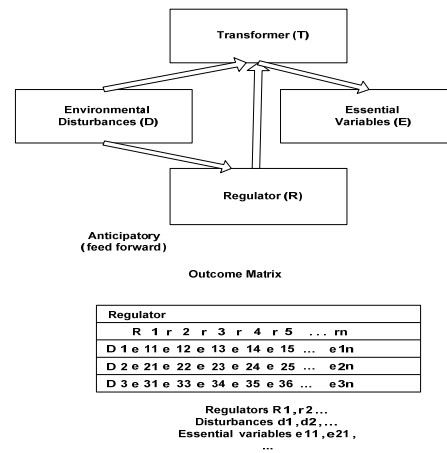 Transformer (T)
Environmental
Disturbances (D)
Essential
Variables (E)
Regulator (R)
Anticipatory
(feed forward)
Outcome Matrix
Regulator
R 1 r 2 r 3 r 4 r 5 ... rn
D 1 e 11 e 12 e 13 e 14 e 15 ... e1n
D 2 e 21 e 22 e 23 e 24 e 25 ... e2n
D 3 e 31 e 33 e 34 e 35 e 36 ... e3n
Regulators R1, r2...
Disturbances d1, d2, ...
Essential variables e11, e21,
...